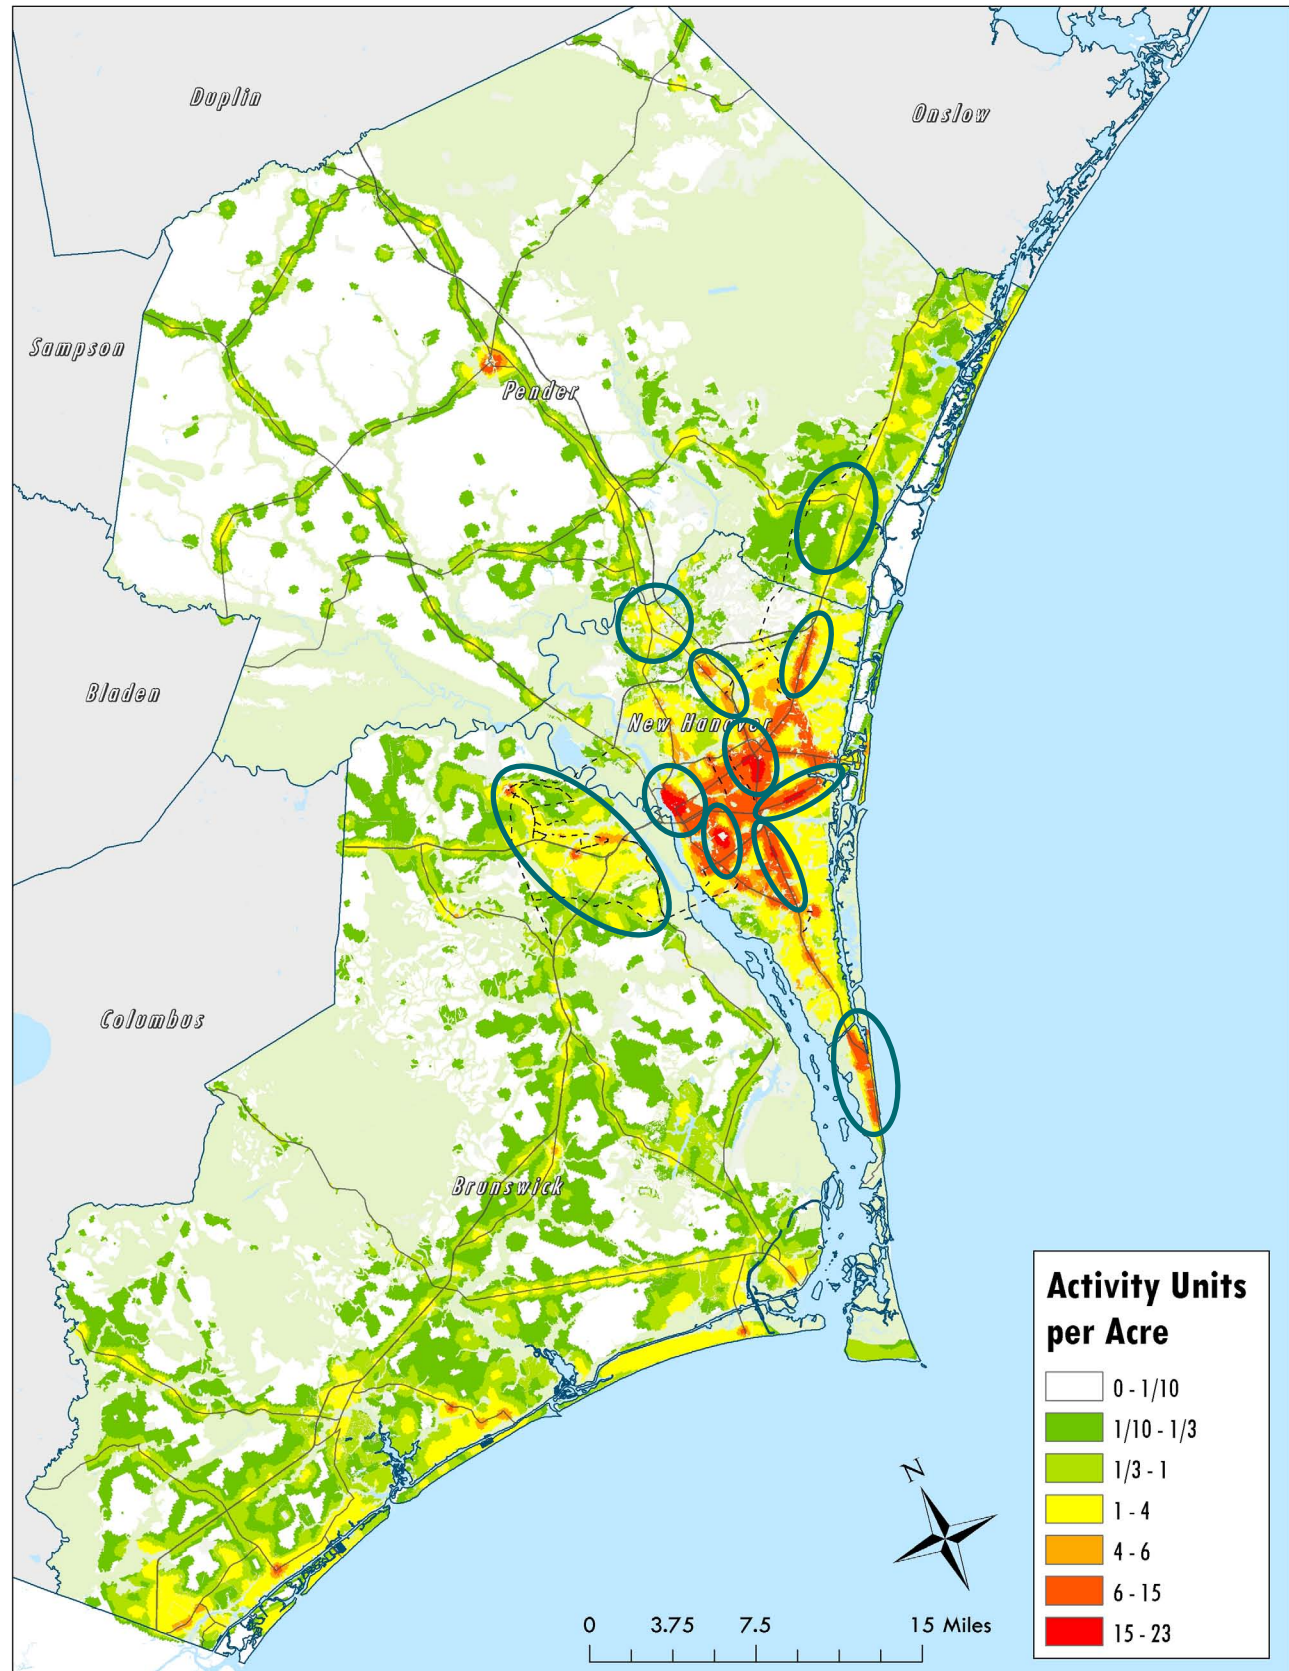 Duplin
Onslow
Sampson
Pender
Bladen
New Hanover
Columbus
Brunswick
Activity Units
per Acre
0 - 1/10
1/10 - 1/3
1/3 - 1
1 - 4
4 - 6
6 - 15
15 - 23
N
0 3.75 7.5 15 Miles